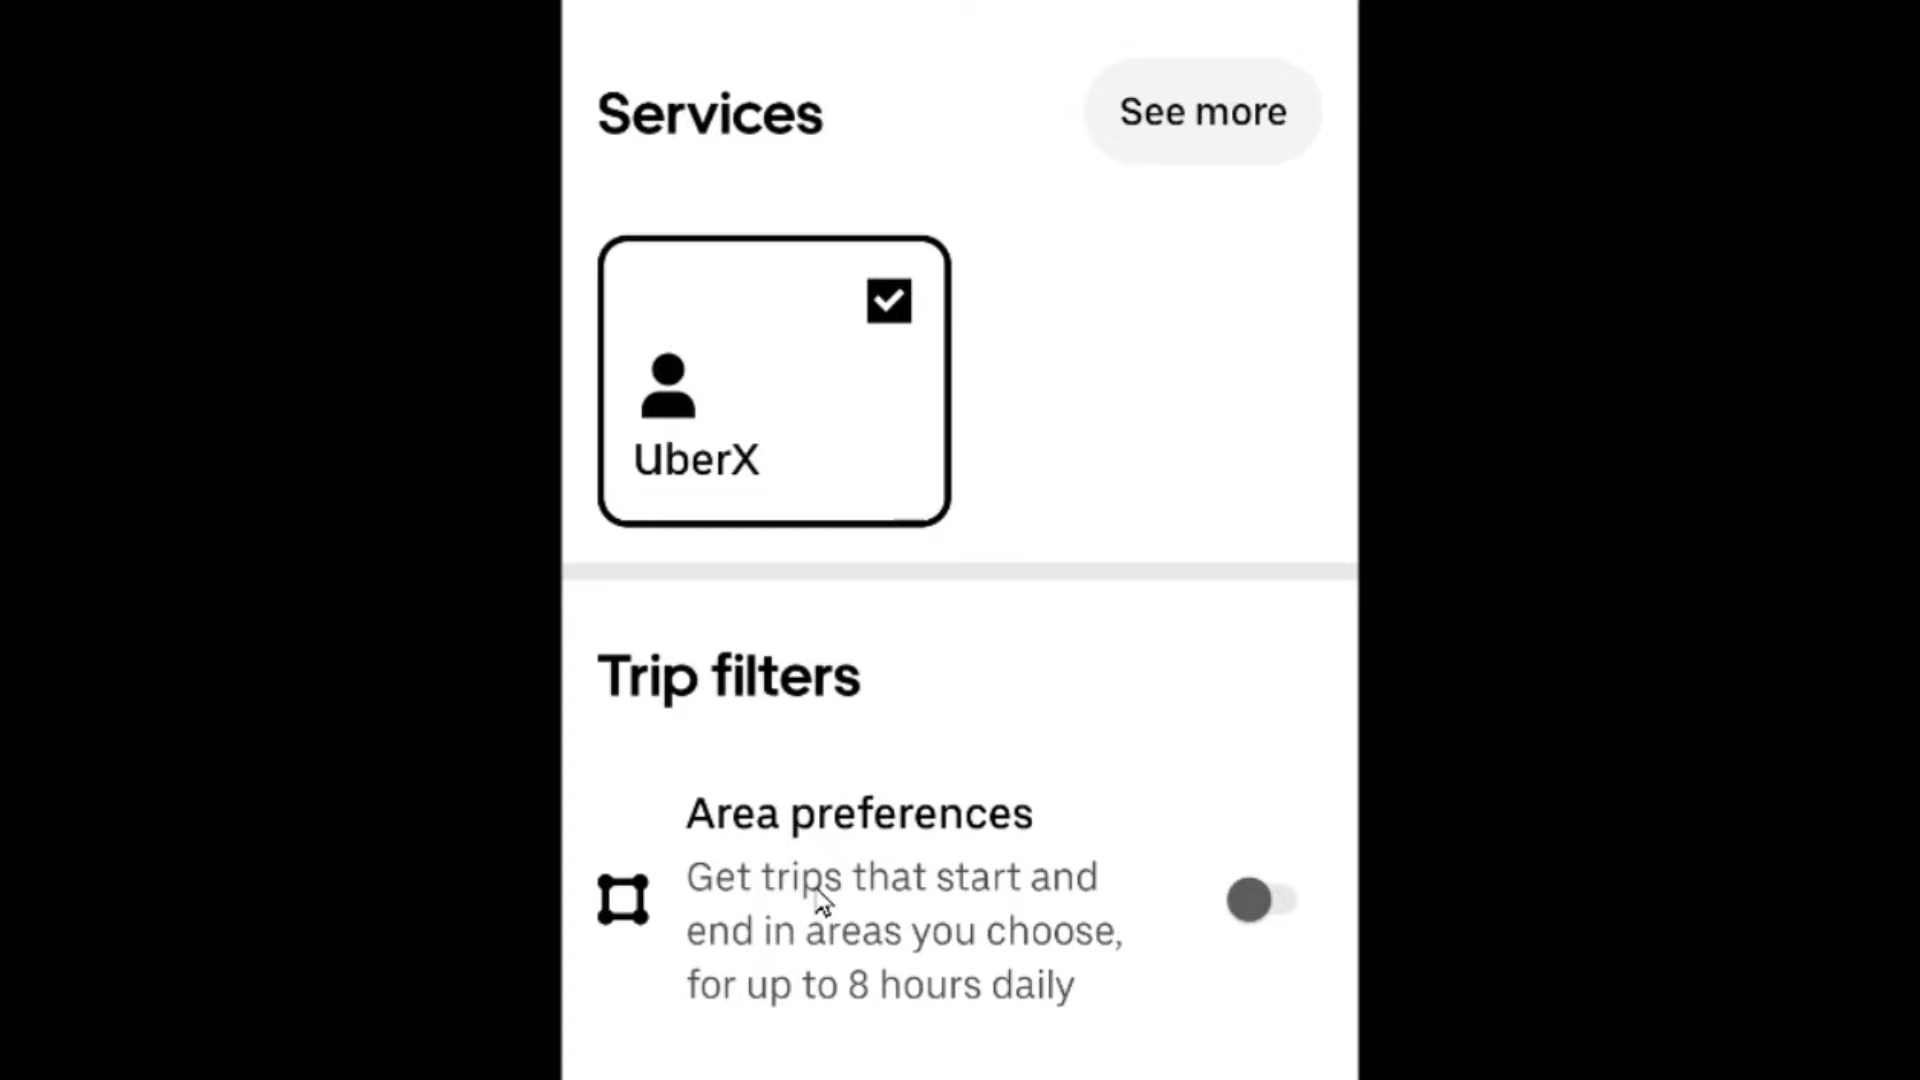 Services
See more
UberX
Trip filters
Area preferences
Get trips that start and
end in areas you choose,
for up to 8 hours daily